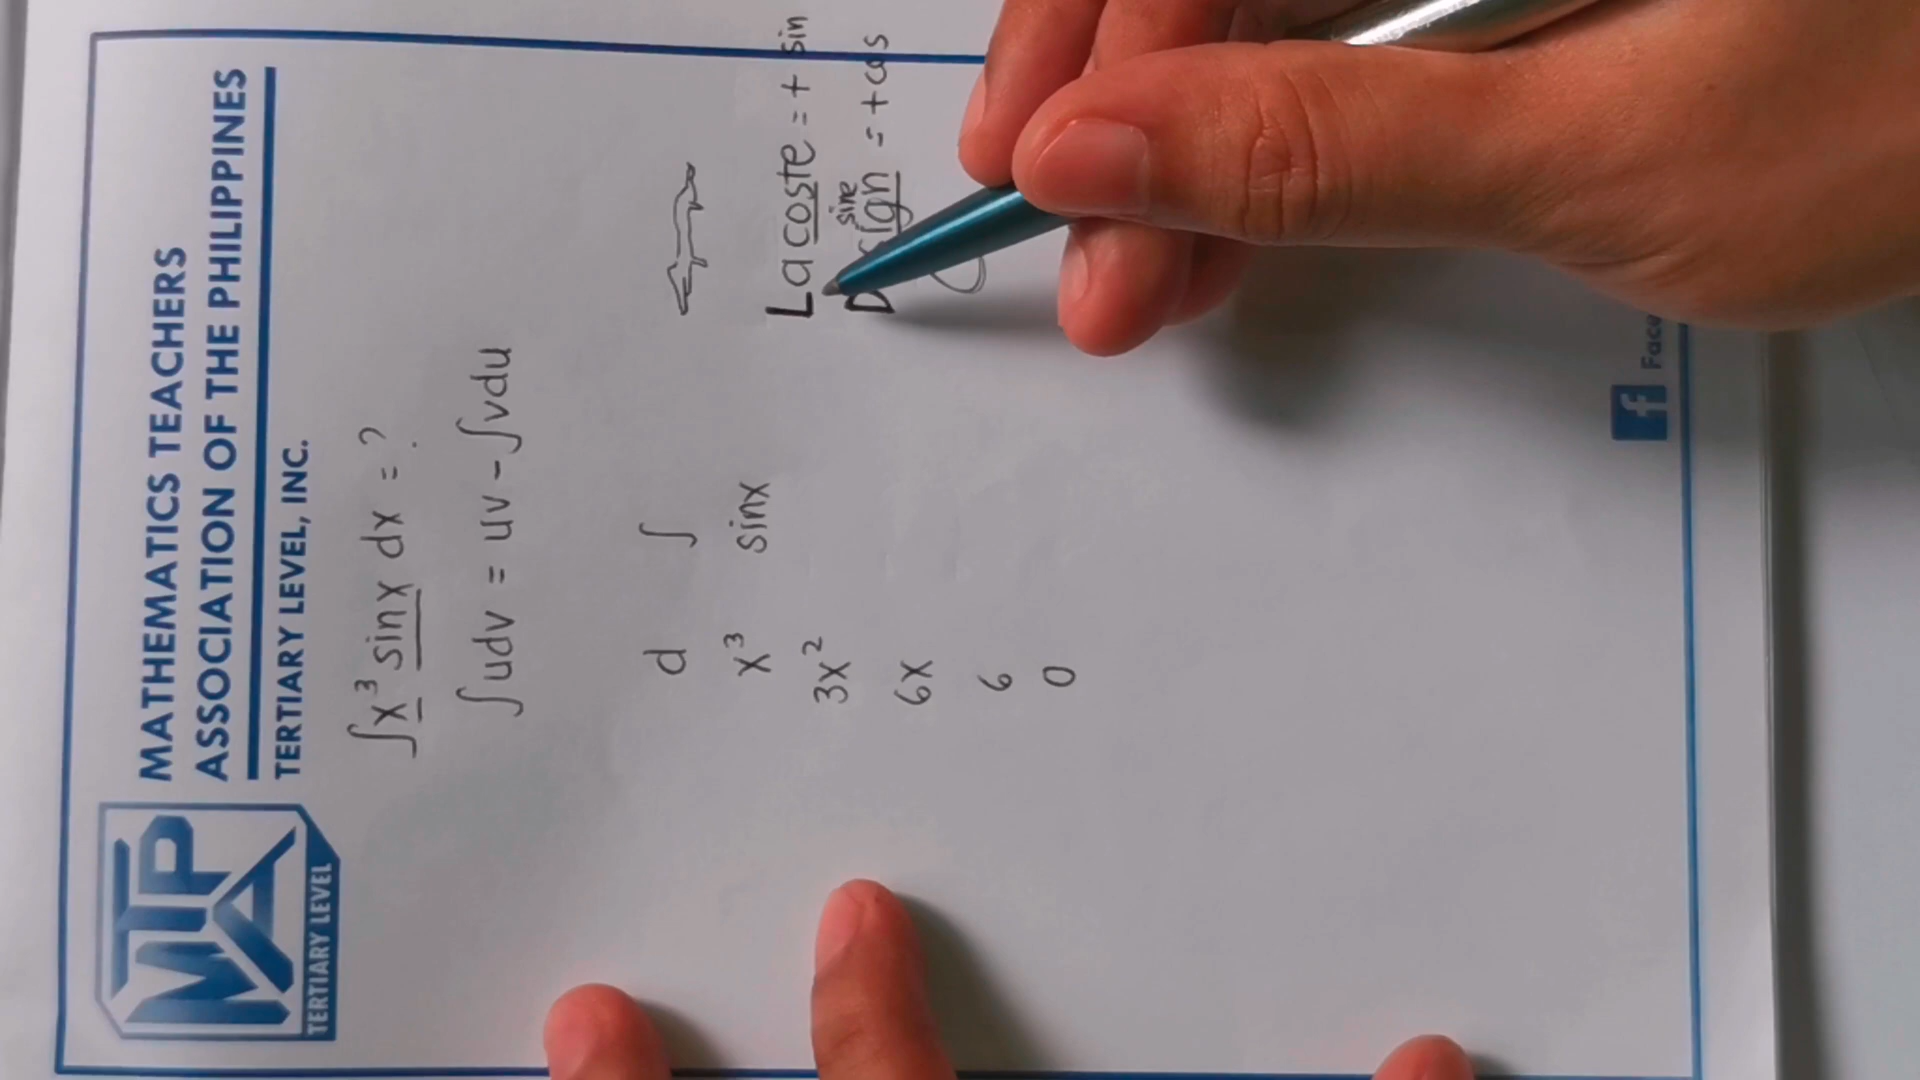 MTAP
TERTIARY LEVEL
MATHEMATICS TEACHERS
ASSOCIATION OF THE PHILIPPINES
TERTIARY LEVEL, INC.
∫x³ sinx dx = ?
∫udv = uv - ∫vdu
d ∫
x³ sinx
3x²
6x
6
0
Lacoste = + sin
sine
= + cos